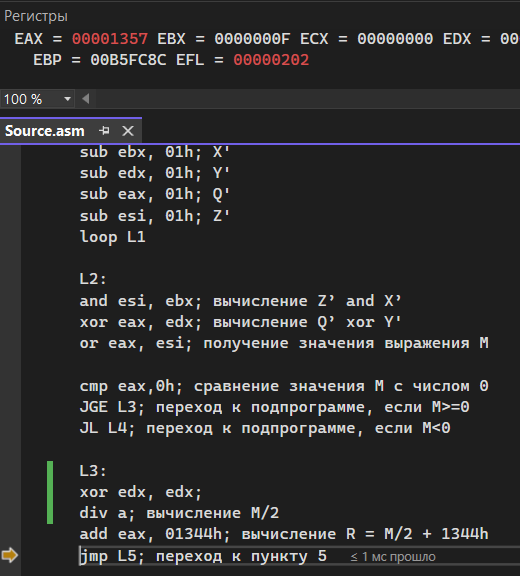 Регистры
EAX = 00001357 EBX = 0000000F ECX = 00000000 EDX = 00
EBP = 00B5FC8C EFL = 00000202
100 %
Source.asm
sub ebx, 01h; X'
sub edx, 01h; Y'
sub eax, 01h; Q'
sub esi, 01h; Z'
loop L1
L2:
and esi, ebx; вычисление Z’ and X’
xor eax, edx; вычисление Q’ xor Y'
or eax, esi; получение значения выражения M
cmp eax,0h; сравнение значения M с числом 0
JGE L3; переход к подпрограмме, если M>=0
JL L4; переход к подпрограмме, если M<0
L3:
xor edx, edx;
div a; вычисление M/2
add eax, 01344h; вычисление R = M/2 + 1344h
jmp L5; переход к пункту 5 ≤ 1 мс прошло